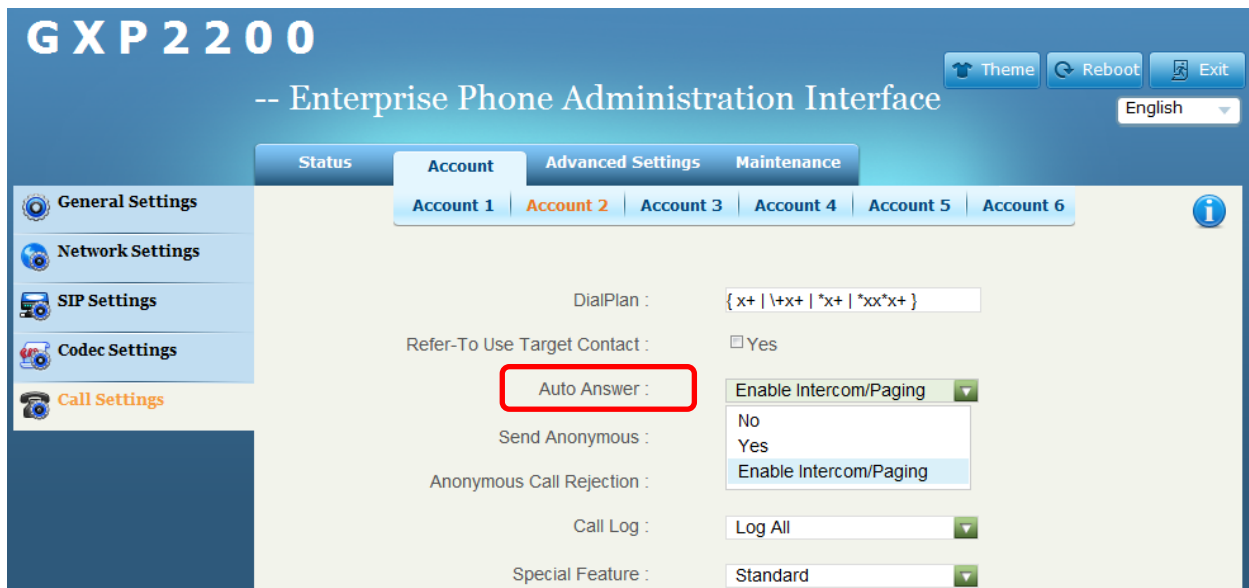 GXP2200
-- Enterprise Phone Administration Interface
Theme
Reboot
Exit
English
Status
Account
Advanced Settings
Maintenance
General Settings
Account 1
Account 2
Account 3
Account 4
Account 5
Account 6
Network Settings
SIP Settings
Codec Settings
Call Settings
DialPlan :
{ x+ | \+x+ | *x+ | *xx*x+ }
Refer-To Use Target Contact :
Yes
Auto Answer :
Enable Intercom/Paging
No
Yes
Enable Intercom/Paging
Send Anonymous :
Anonymous Call Rejection :
Call Log :
Log All
Special Feature :
Standard